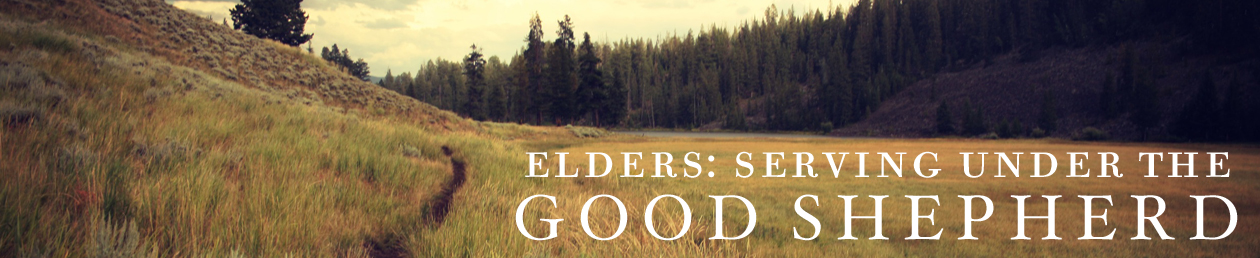 ELDERS: SERVING UNDER THE
GOOD SHEPHERD